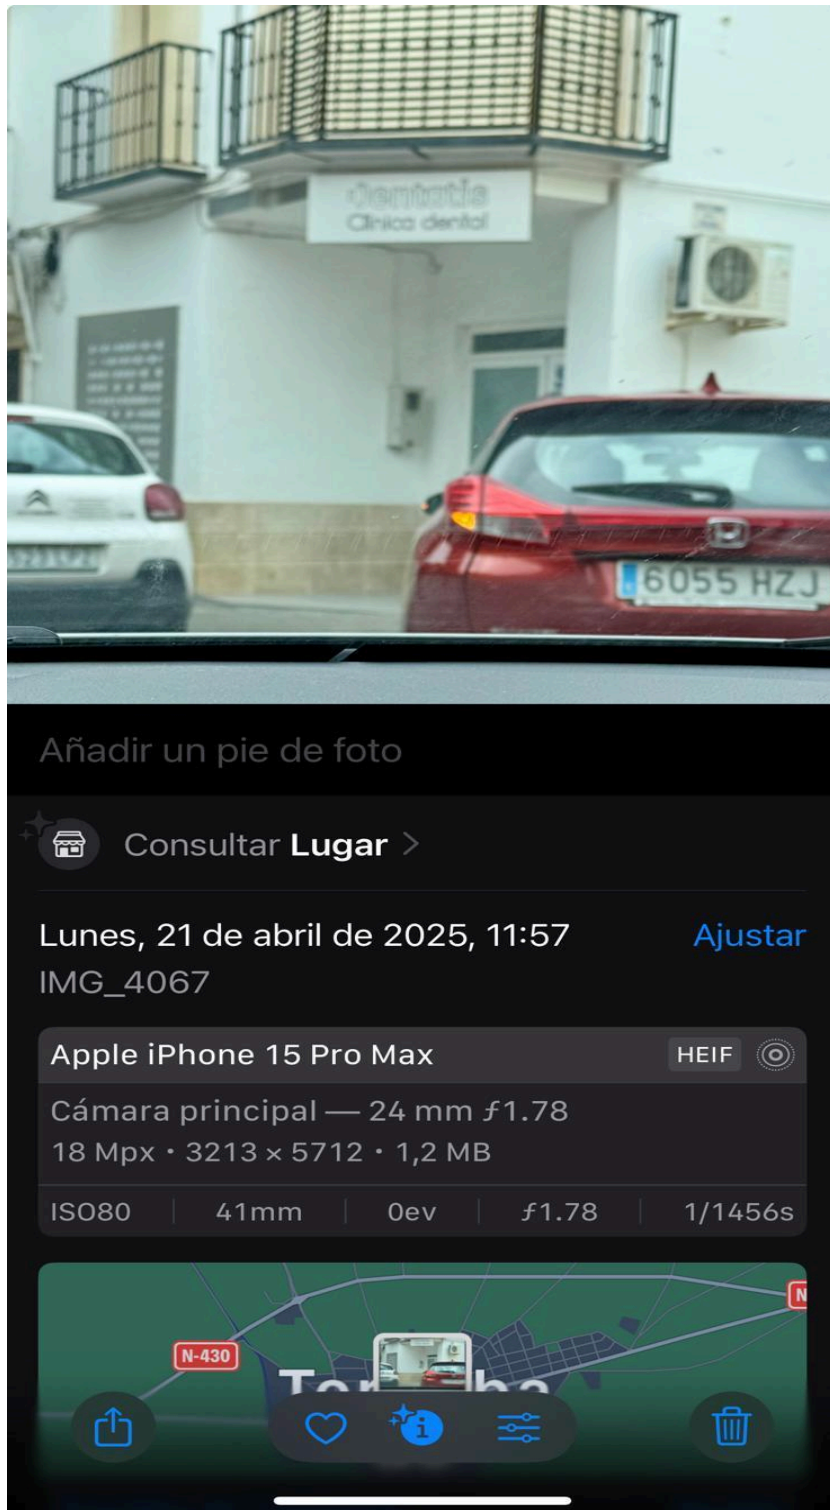 Dentatis
Clínica dental
6055 HZJ
Añadir un pie de foto
Consultar Lugar >
Lunes, 21 de abril de 2025, 11:57
Ajustar
IMG_4067
Apple iPhone 15 Pro Max
HEIF
Cámara principal — 24 mm ƒ1.78
18 Mpx • 3213 × 5712 • 1,2 MB
ISO80
41mm
0ev
ƒ1.78
1/1456s
N
N-430